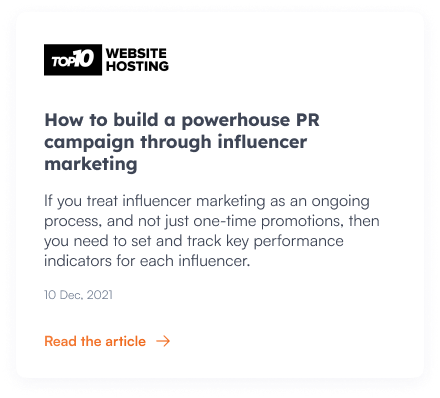 TOP10 WEBSITE
HOSTING
How to build a powerhouse PR
campaign through influencer
marketing
If you treat influencer marketing as an ongoing
process, and not just one-time promotions, then
you need to set and track key performance
indicators for each influencer.
10 Dec, 2021
Read the article →